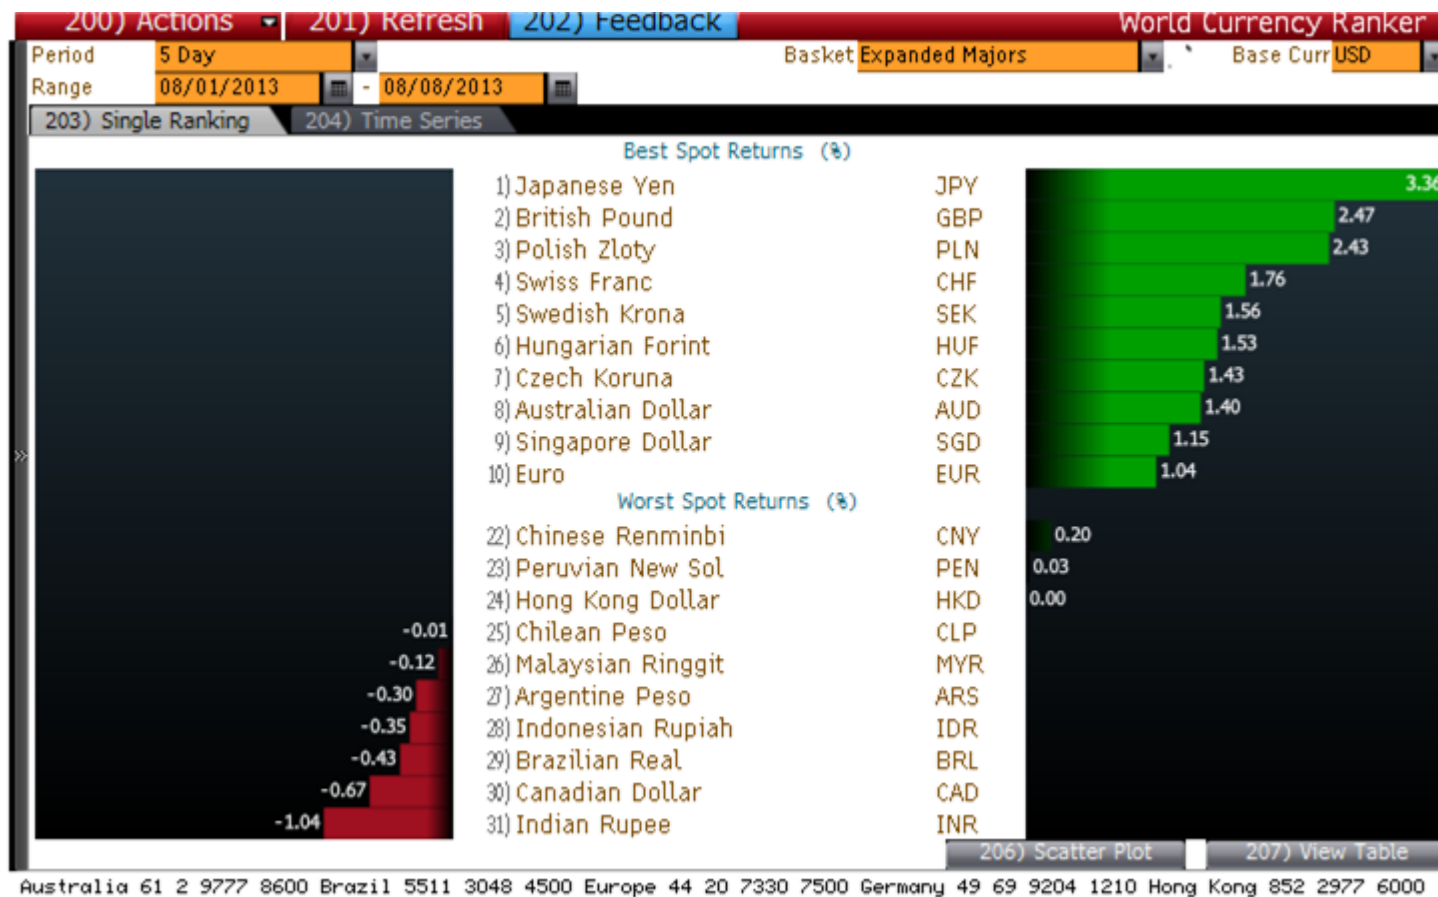 200) Actions 201) Refresh 202) Feedback World Currency Ranker
Period 5 Day Basket Expanded Majors Base Curr USD
Range 08/01/2013 - 08/08/2013
203) Single Ranking 204) Time Series
Best Spot Returns (%)
1) Japanese Yen JPY 3.36
2) British Pound GBP 2.47
3) Polish Zloty PLN 2.43
4) Swiss Franc CHF 1.76
5) Swedish Krona SEK 1.56
6) Hungarian Forint HUF 1.53
7) Czech Koruna CZK 1.43
8) Australian Dollar AUD 1.40
9) Singapore Dollar SGD 1.15
10) Euro EUR 1.04
Worst Spot Returns (%)
22) Chinese Renminbi CNY 0.20
23) Peruvian New Sol PEN 0.03
24) Hong Kong Dollar HKD 0.00
-0.01 25) Chilean Peso CLP
-0.12 26) Malaysian Ringgit MYR
-0.30 27) Argentine Peso ARS
-0.35 28) Indonesian Rupiah IDR
-0.43 29) Brazilian Real BRL
-0.67 30) Canadian Dollar CAD
-1.04 31) Indian Rupee INR
206) Scatter Plot 207) View Table
Australia 61 2 9777 8600 Brazil 5511 3048 4500 Europe 44 20 7330 7500 Germany 49 69 9204 1210 Hong Kong 852 2977 6000